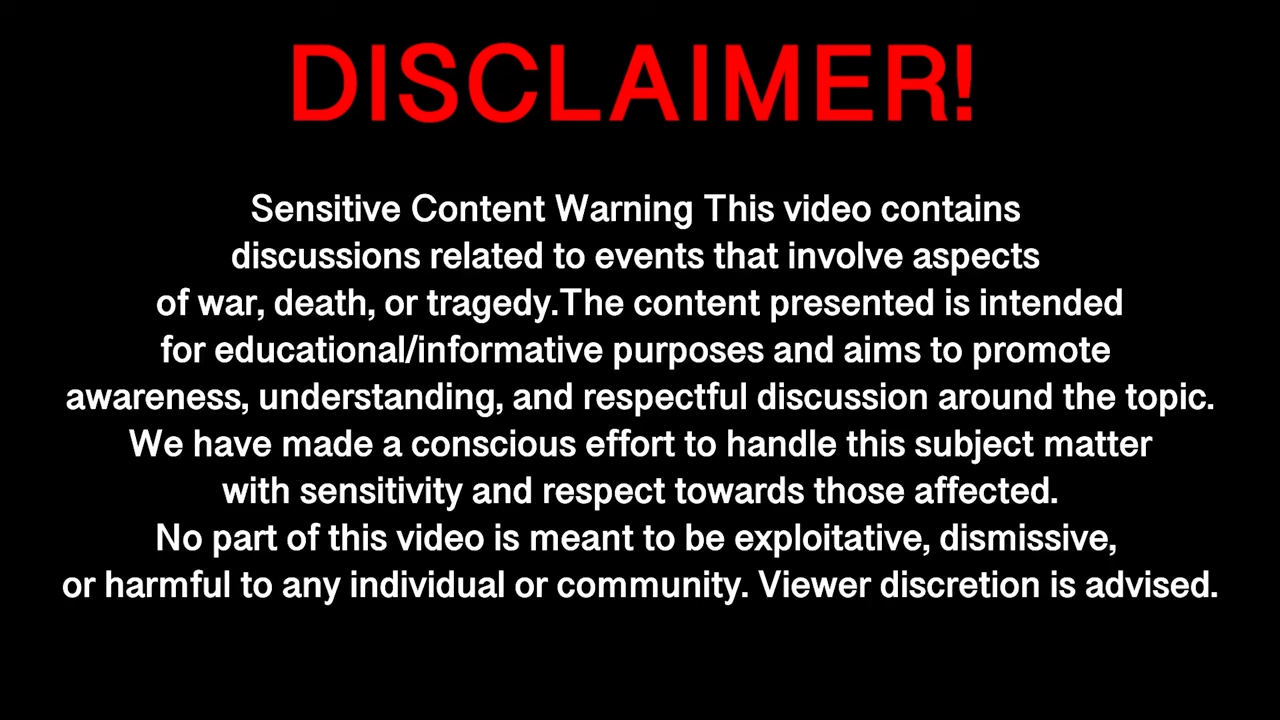 DISCLAIMER!
Sensitive Content Warning This video contains
discussions related to events that involve aspects
of war, death, or tragedy.The content presented is intended
for educational/informative purposes and aims to promote
awareness, understanding, and respectful discussion around the topic.
We have made a conscious effort to handle this subject matter
with sensitivity and respect towards those affected.
No part of this video is meant to be exploitative, dismissive,
or harmful to any individual or community. Viewer discretion is advised.